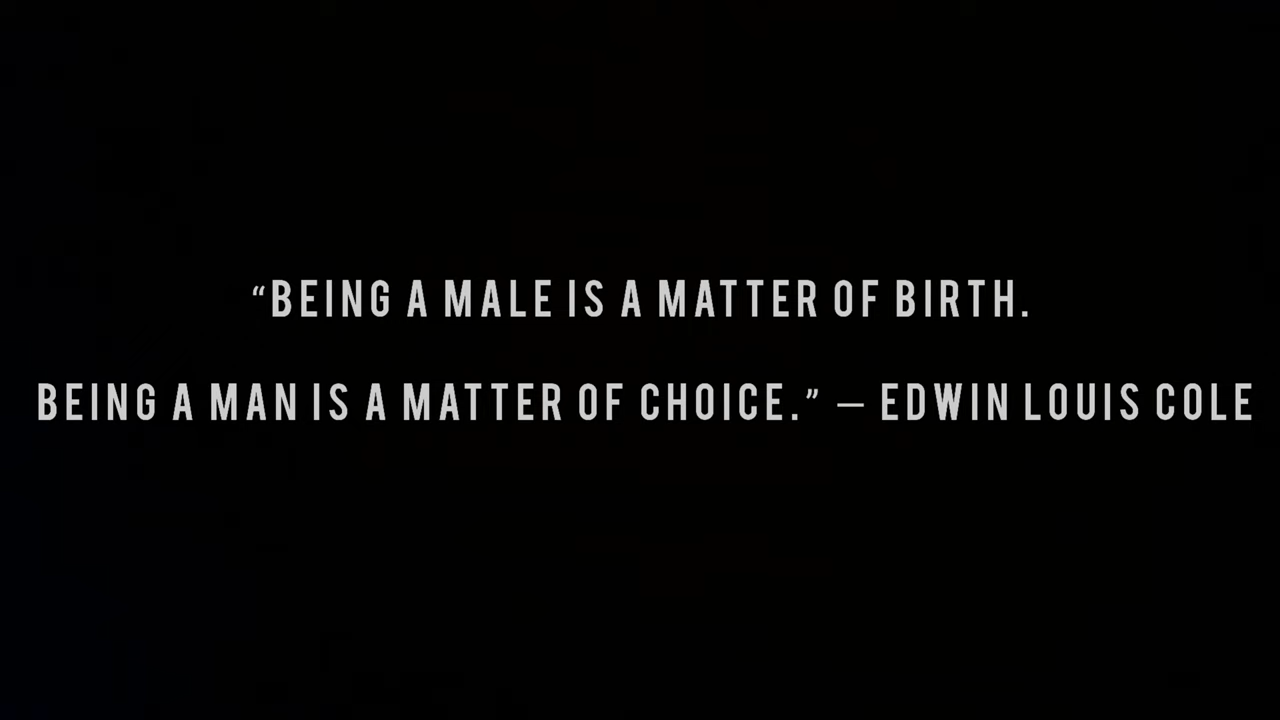 “BEING A MALE IS A MATTER OF BIRTH.
BEING A MAN IS A MATTER OF CHOICE.” – EDWIN LOUIS COLE